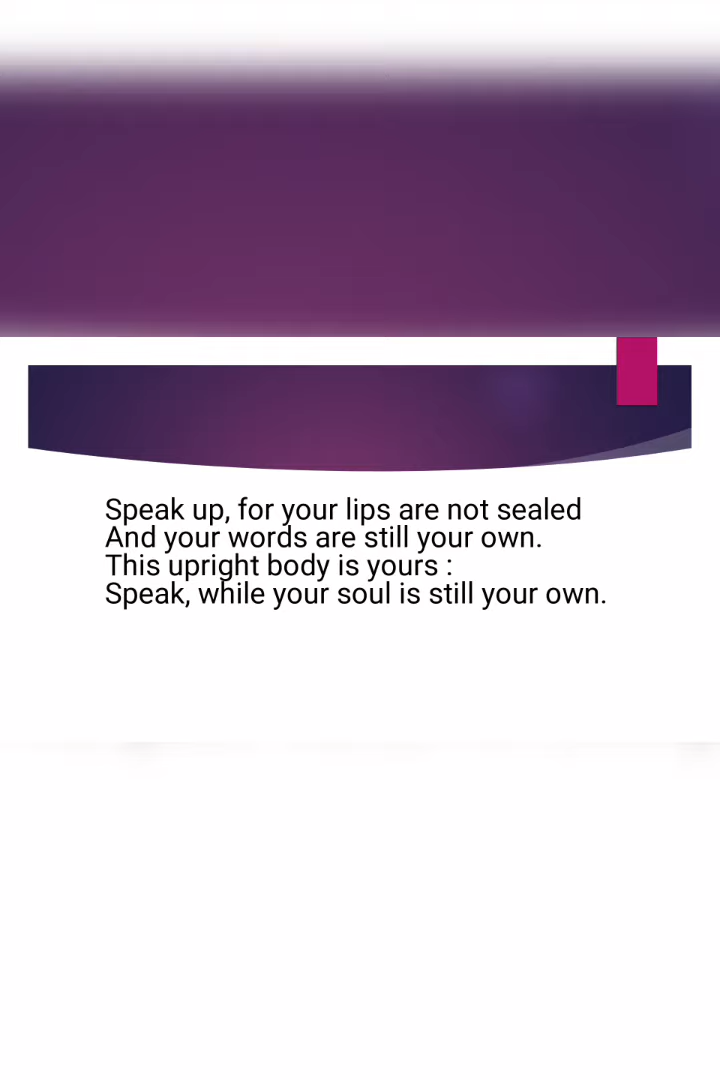 Speak up, for your lips are not sealed
And your words are still your own.
This upright body is yours :
Speak, while your soul is still your own.